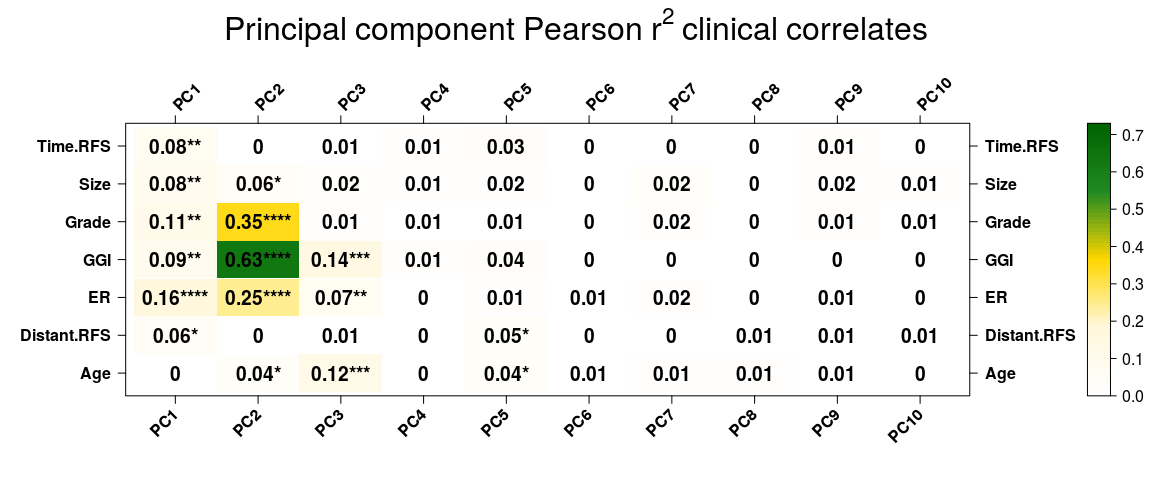 Principal component Pearson r2 clinical correlates
PC1 PC2 PC3 PC4 PC5 PC6 PC7 PC8 PC9 PC10
Time.RFS 0.08** 0 0.01 0.01 0.03 0 0 0 0.01 0 Time.RFS 0.7
Size 0.08** 0.06* 0.02 0.01 0.02 0 0.02 0 0.02 0.01 Size 0.6
Grade 0.11** 0.35**** 0.01 0.01 0.01 0 0.02 0 0.01 0.01 Grade 0.5
GGI 0.09** 0.63**** 0.14*** 0.01 0.04 0 0 0 0 0 GGI 0.4
ER 0.16**** 0.25**** 0.07** 0 0.01 0.01 0.02 0 0.01 0 ER 0.3
0.2
Distant.RFS 0.06* 0 0.01 0 0.05* 0 0 0.01 0.01 0.01 Distant.RFS
0.1
Age 0 0.04* 0.12*** 0 0.04* 0.01 0.01 0.01 0.01 0 Age
0.0
PC1 PC2 PC3 PC4 PC5 PC6 PC7 PC8 PC9 PC10